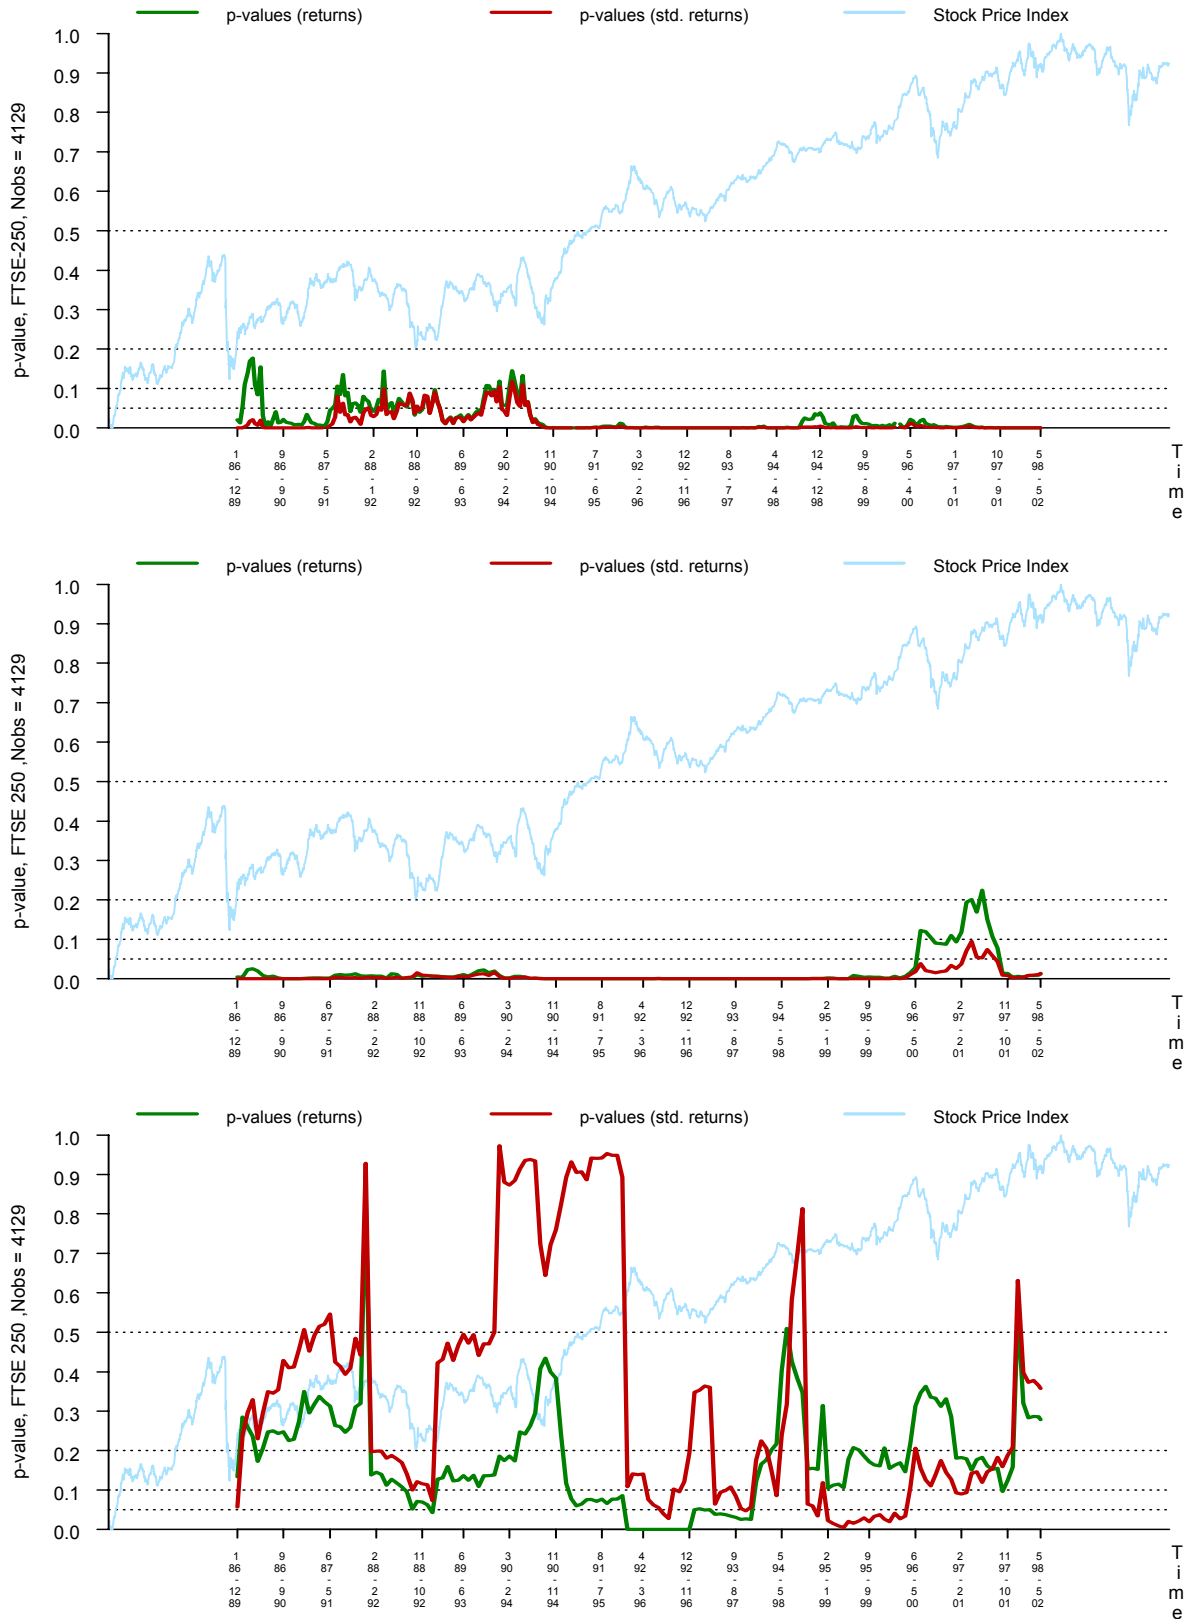 p-values (returns) p-values (std. returns) Stock Price Index
p-value, FTSE-250, Nobs = 4129
1.0
0.9
0.8
0.7
0.6
0.5
0.4
0.3
0.2
0.1
0.0
1 9 5 2 10 6 2 11 7 3 12 8 4 12 9 5 1 10 5
86 86 87 88 88 89 90 90 91 92 92 93 94 94 95 96 97 97 98
- - - - - - - - - - - - - - - - - - -
12 9 5 1 9 6 2 10 6 2 11 7 4 12 8 4 1 9 5
89 90 91 92 92 93 94 94 95 96 96 97 98 98 99 00 01 01 02
T
i
m
e
p-values (returns) p-values (std. returns) Stock Price Index
p-value, FTSE 250 ,Nobs = 4129
1.0
0.9
0.8
0.7
0.6
0.5
0.4
0.3
0.2
0.1
0.0
1 9 6 2 11 6 3 11 8 4 12 9 5 2 9 6 2 11 5
86 86 87 88 88 89 90 90 91 92 92 93 94 95 95 96 97 97 98
- - - - - - - - - - - - - - - - - - -
12 9 5 2 10 6 2 11 7 3 11 8 5 1 9 5 2 10 5
89 90 91 92 92 93 94 94 95 96 96 97 98 99 99 00 01 01 02
T
i
m
e
p-values (returns) p-values (std. returns) Stock Price Index
p-value, FTSE 250 ,Nobs = 4129
1.0
0.9
0.8
0.7
0.6
0.5
0.4
0.3
0.2
0.1
0.0
1 9 6 2 11 6 3 11 8 4 12 9 5 2 9 6 2 11 5
86 86 87 88 88 89 90 90 91 92 92 93 94 95 95 96 97 97 98
- - - - - - - - - - - - - - - - - - -
12 9 5 2 10 6 2 11 7 3 11 8 5 1 9 5 2 10 5
89 90 91 92 92 93 94 94 95 96 96 97 98 99 99 00 01 01 02
T
i
m
e